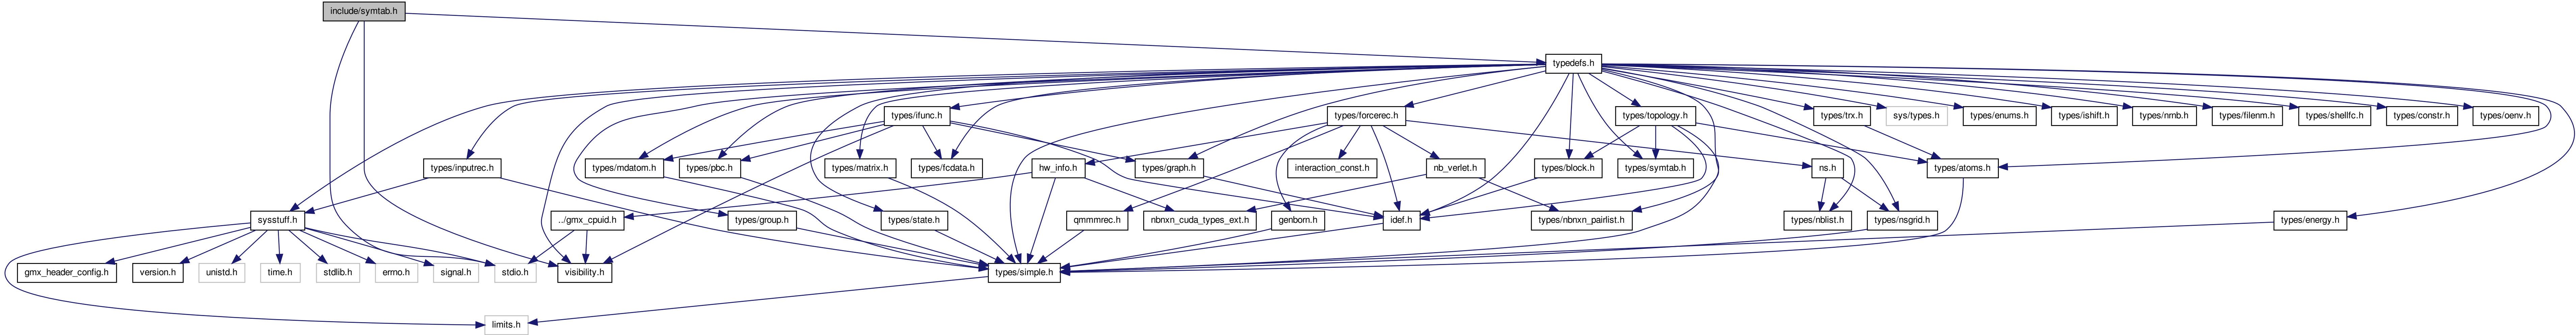 include/symtab.h
typedefs.h
types/ifunc.h
types/forcerec.h
types/topology.h
types/trx.h
sys/types.h
types/enums.h
types/ishift.h
types/nrnb.h
types/filenm.h
types/shellfc.h
types/constr.h
types/oenv.h
types/inputrec.h
types/mdatom.h
types/pbc.h
types/matrix.h
types/fcdata.h
hw_info.h
types/graph.h
interaction_const.h
nb_verlet.h
types/block.h
types/symtab.h
ns.h
types/atoms.h
sysstuff.h
../gmx_cpuid.h
types/group.h
types/state.h
qmmmrec.h
nbnxn_cuda_types_ext.h
genborn.h
idef.h
types/nbnxn_pairlist.h
types/nblist.h
types/nsgrid.h
types/energy.h
gmx_header_config.h
version.h
unistd.h
time.h
stdlib.h
errno.h
signal.h
stdio.h
visibility.h
types/simple.h
limits.h